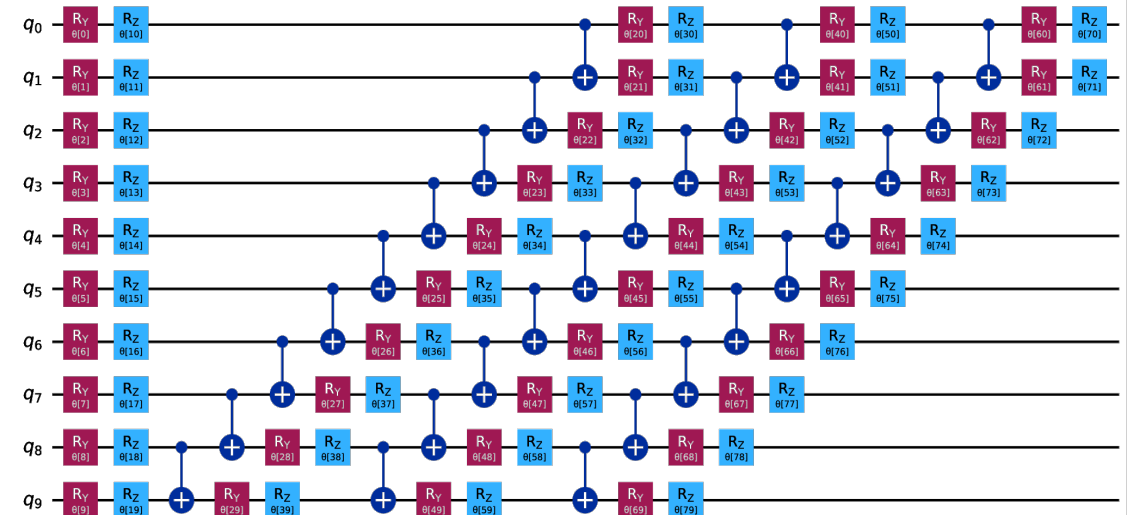 q0 RY θ[0] RZ θ[10] RY θ[20] RZ θ[30] RY θ[40] RZ θ[50] RY θ[60] RZ θ[70]
q1 RY θ[1] RZ θ[11] RY θ[21] RZ θ[31] RY θ[41] RZ θ[51] RY θ[61] RZ θ[71]
q2 RY θ[2] RZ θ[12] RY θ[22] RZ θ[32] RY θ[42] RZ θ[52] RY θ[62] RZ θ[72]
q3 RY θ[3] RZ θ[13] RY θ[23] RZ θ[33] RY θ[43] RZ θ[53] RY θ[63] RZ θ[73]
q4 RY θ[4] RZ θ[14] RY θ[24] RZ θ[34] RY θ[44] RZ θ[54] RY θ[64] RZ θ[74]
q5 RY θ[5] RZ θ[15] RY θ[25] RZ θ[35] RY θ[45] RZ θ[55] RY θ[65] RZ θ[75]
q6 RY θ[6] RZ θ[16] RY θ[26] RZ θ[36] RY θ[46] RZ θ[56] RY θ[66] RZ θ[76]
q7 RY θ[7] RZ θ[17] RY θ[27] RZ θ[37] RY θ[47] RZ θ[57] RY θ[67] RZ θ[77]
q8 RY θ[8] RZ θ[18] RY θ[28] RZ θ[38] RY θ[48] RZ θ[58] RY θ[68] RZ θ[78]
q9 RY θ[9] RZ θ[19] RY θ[29] RZ θ[39] RY θ[49] RZ θ[59] RY θ[69] RZ θ[79]